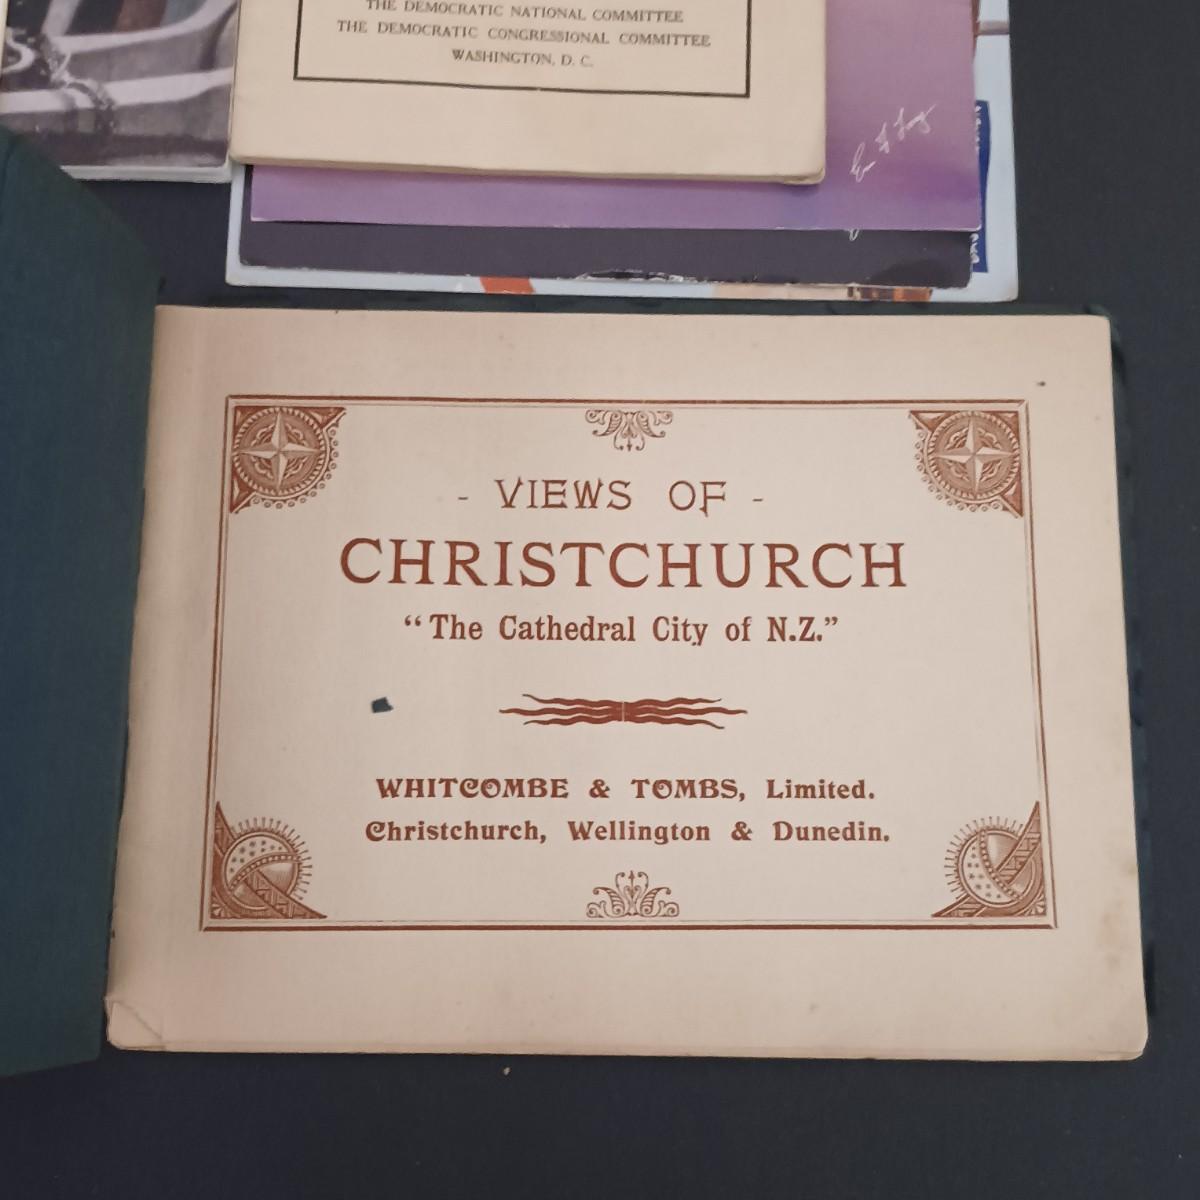 THE DEMOCRATIC NATIONAL COMMITTEE
THE DEMOCRATIC CONGRESSIONAL COMMITTEE
WASHINGTON, D. C.
- VIEWS OF -
CHRISTCHURCH
“The Cathedral City of N.Z.”
WHITCOMBE & TOMBS, Limited.
Christchurch, Wellington & Dunedin.